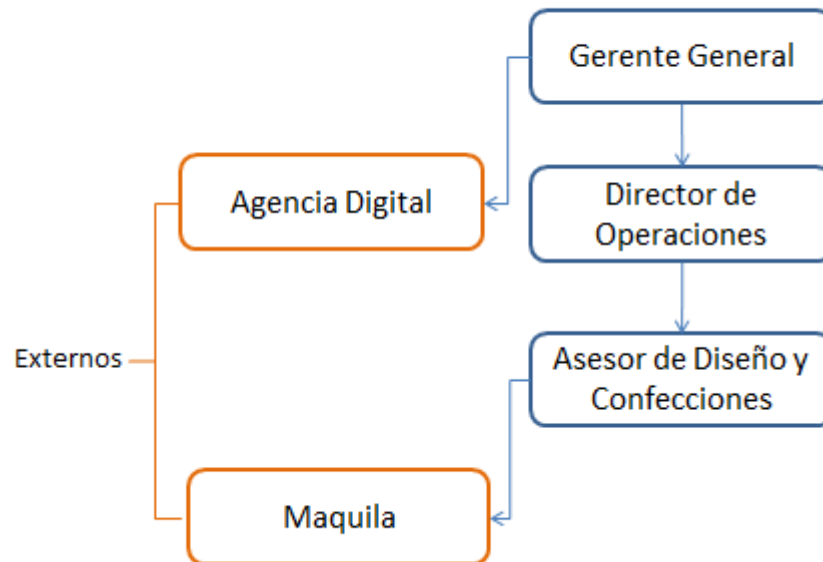 Gerente General
Agencia Digital
Director de
Operaciones
Externos
Asesor de Diseño y
Confecciones
Maquila